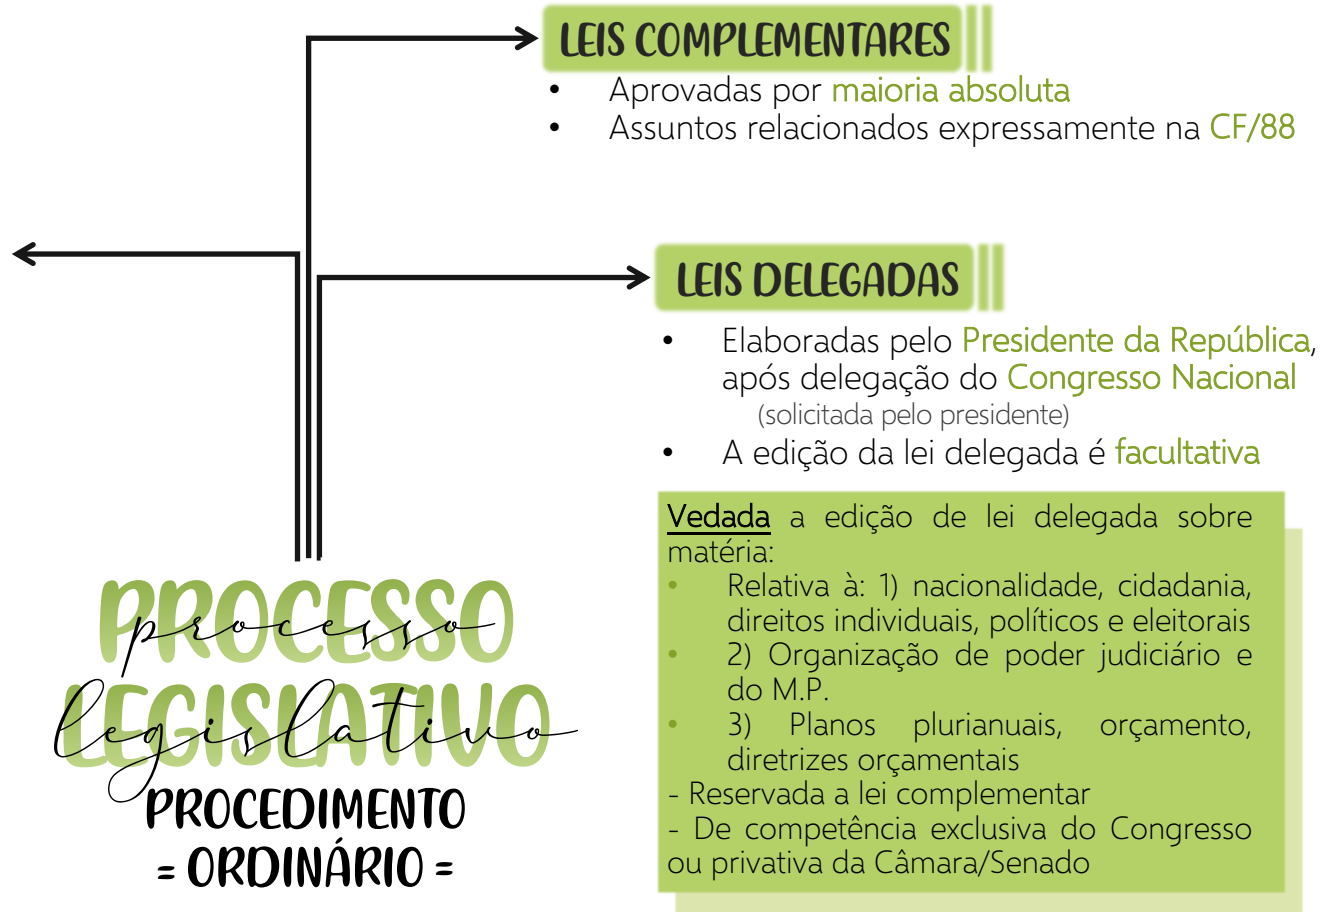 LEIS COMPLEMENTARES
• Aprovadas por maioria absoluta
• Assuntos relacionados expressamente na CF/88
LEIS DELEGADAS
• Elaboradas pelo Presidente da República,
após delegação do Congresso Nacional
(solicitada pelo presidente)
• A edição da lei delegada é facultativa
Vedada a edição de lei delegada sobre
matéria:
• Relativa à: 1) nacionalidade, cidadania,
direitos individuais, políticos e eleitorais
• 2) Organização de poder judiciário e
do M.P.
• 3) Planos plurianuais, orçamento,
diretrizes orçamentais
- Reservada a lei complementar
- De competência exclusiva do Congresso
ou privativa da Câmara/Senado
PROCESSO
processo
LEGISLATIVO
legislativo
PROCEDIMENTO
= ORDINÁRIO =